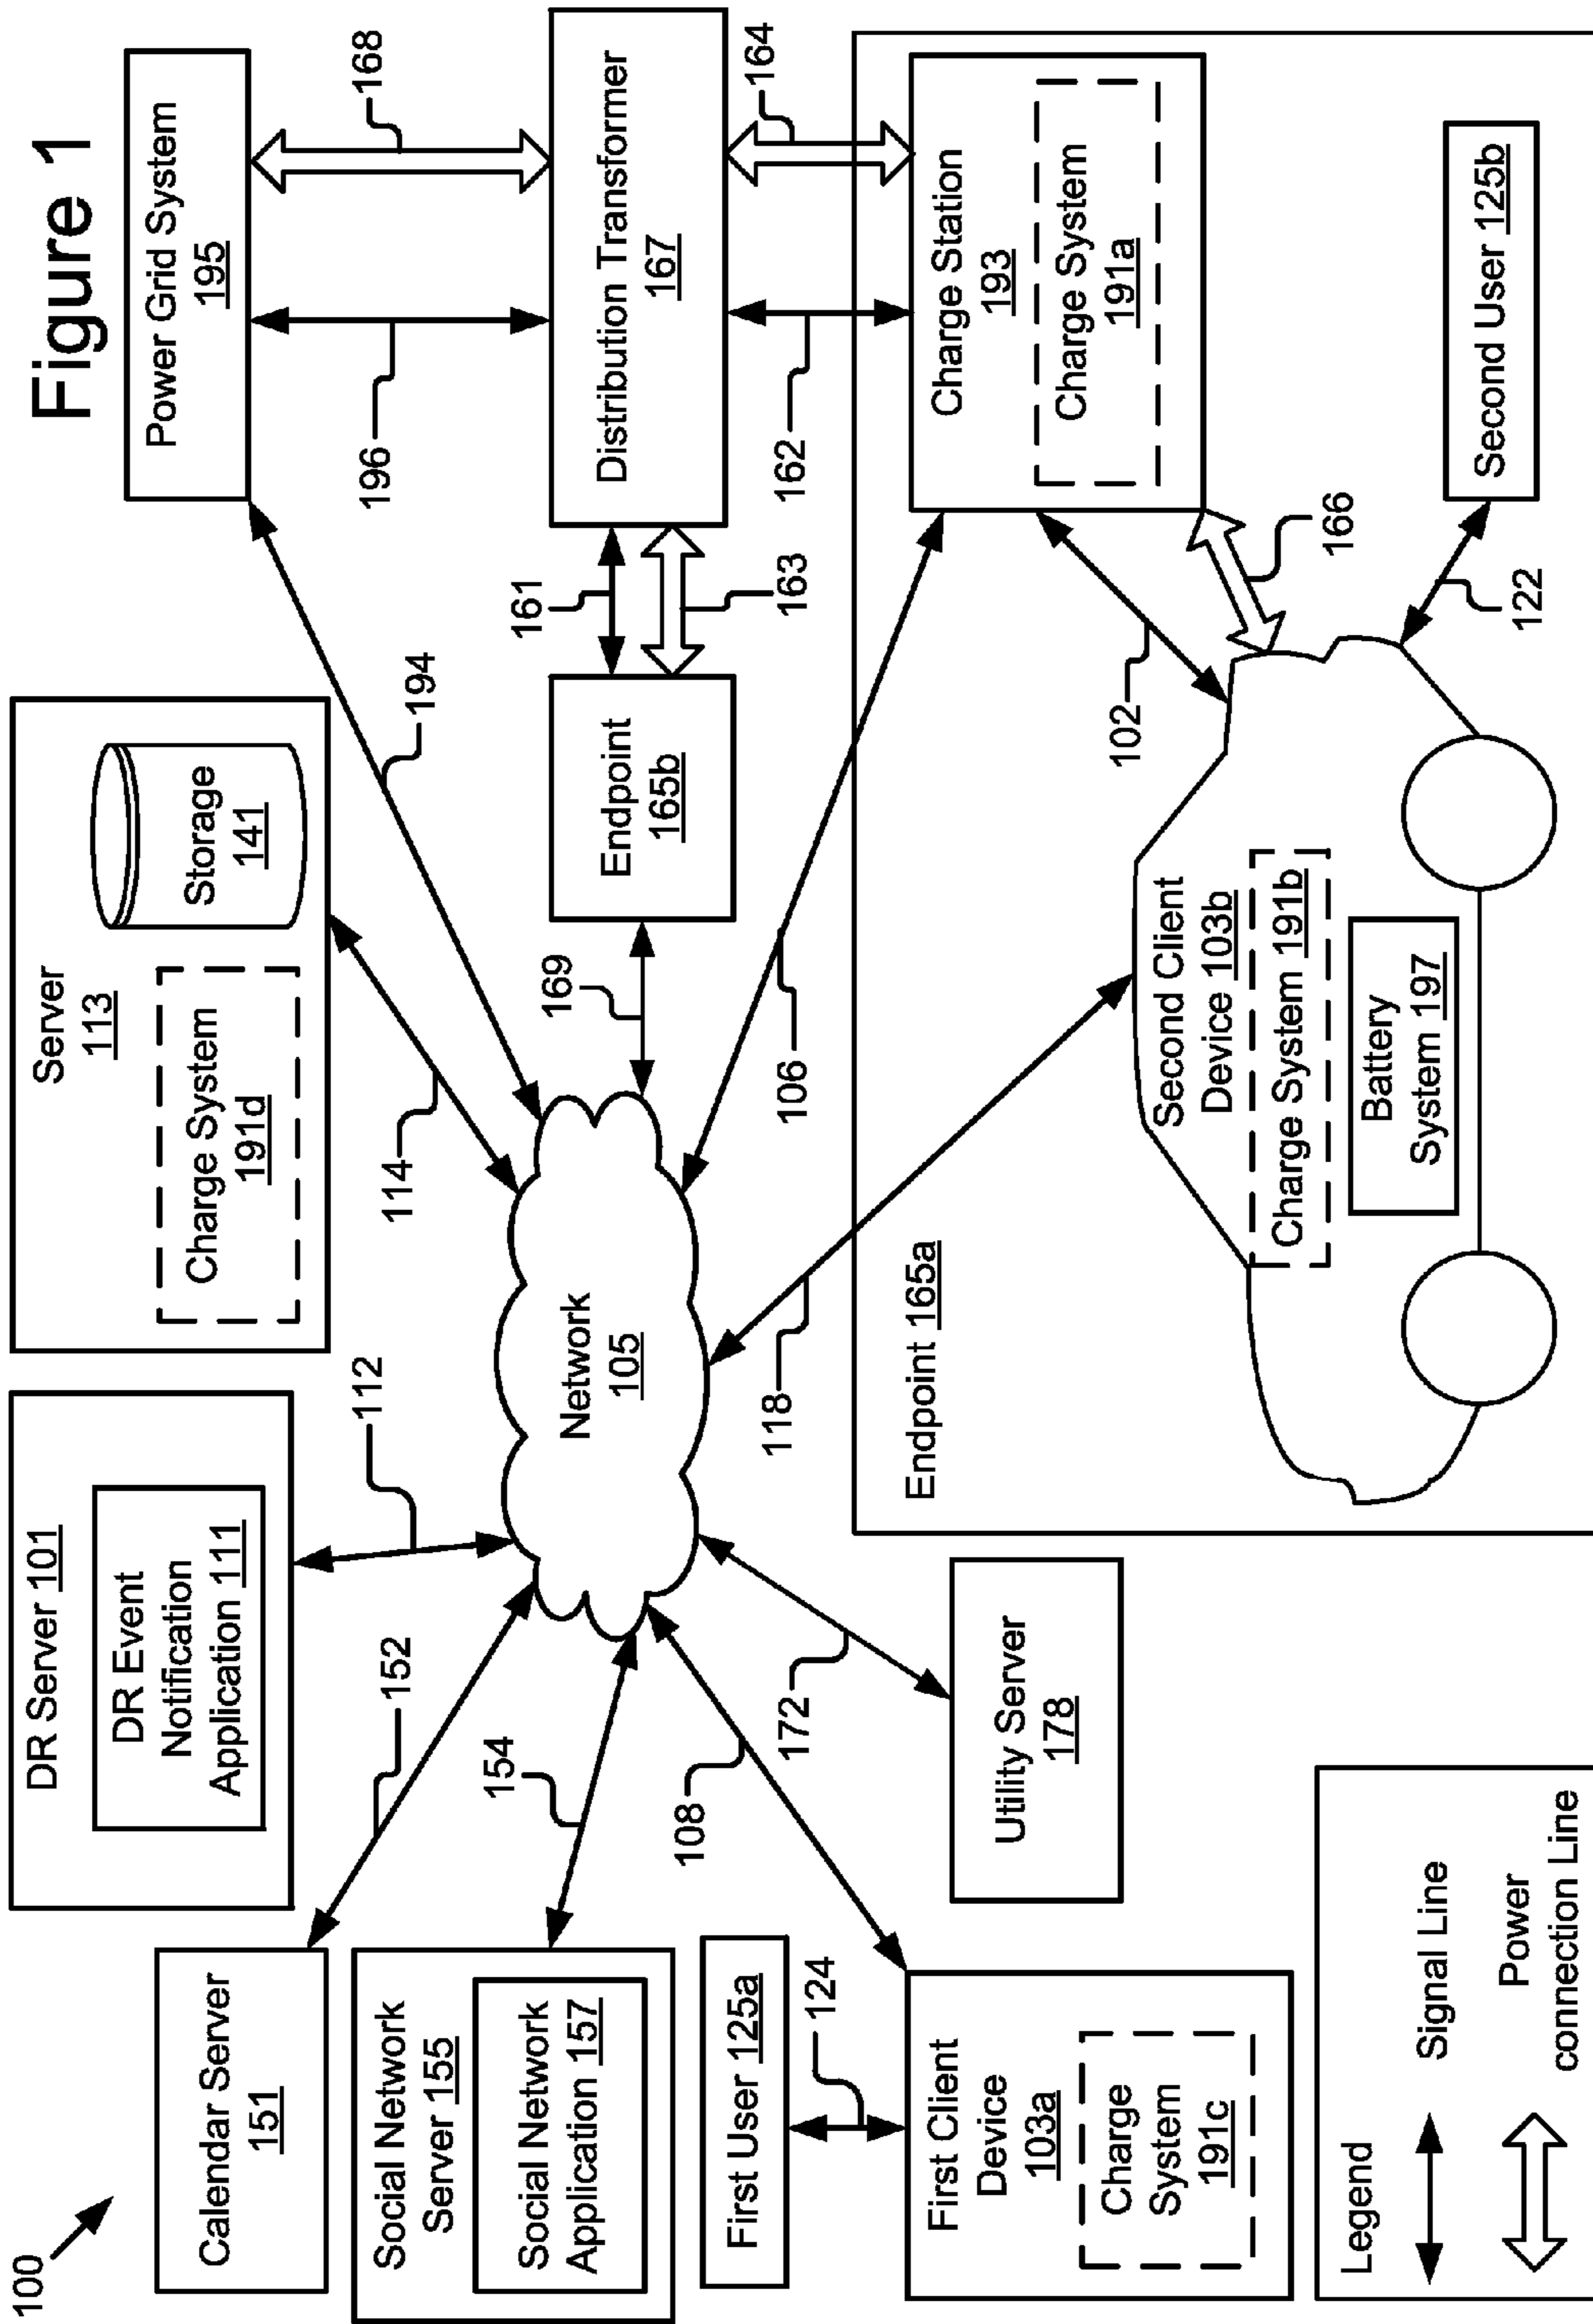 Figure 1
100
Calendar Server
151
Social Network
Server 155
Social Network
Application 157
First User 125a
124
First Client
Device
103a
Charge
System
191c
Legend
Signal Line
Power
connection Line
DR Server 101
DR Event
Notification
Application 111
112
152
154
108
172
Utility Server
178
Server
113
Charge System
191d
Storage
141
114
194
Network
105
169
106
118
Endpoint
165b
161
163
Power Grid System
195
196
168
Distribution Transformer
167
162
164
Endpoint 165a
Charge Station
193
Charge System
191a
102
166
Second Client
Device 103b
Charge System 191b
Battery
System 197
122
Second User 125b